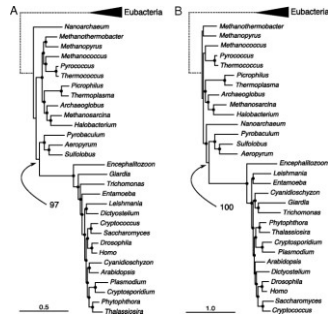 A
Eubacteria
Nanoarchaeum
Methanothermobacter
Methanopyrus
Methanococcus
Pyrococcus
Thermococcus
Picrophilus
Thermoplasma
Archaeoglobus
Methanosarcina
Halobacterium
Pyrobaculum
Aeropyrum
Sulfolobus
Encephalitozoon
Giardia
Trichomonas
Entamoeba
Leishmania
Dictyostelium
Cryptococcus
Saccharomyces
Drosophila
Homo
Cyanidioschyzon
Arabidopsis
Plasmodium
Cryptosporidium
Phytophthora
Thalassiosira
97
0.5
B
Eubacteria
Methanothermobacter
Methanopyrus
Methanococcus
Pyrococcus
Thermococcus
Picrophilus
Thermoplasma
Archaeoglobus
Methanosarcina
Halobacterium
Nanoarchaeum
Pyrobaculum
Sulfolobus
Aeropyrum
Encephalitozoon
Leishmania
Entamoeba
Cyanidioschyzon
Giardia
Trichomonas
Phytophthora
Thalassiosira
Cryptosporidium
Plasmodium
Arabidopsis
Dictyostelium
Drosophila
Homo
Saccharomyces
Cryptococcus
100
1.0